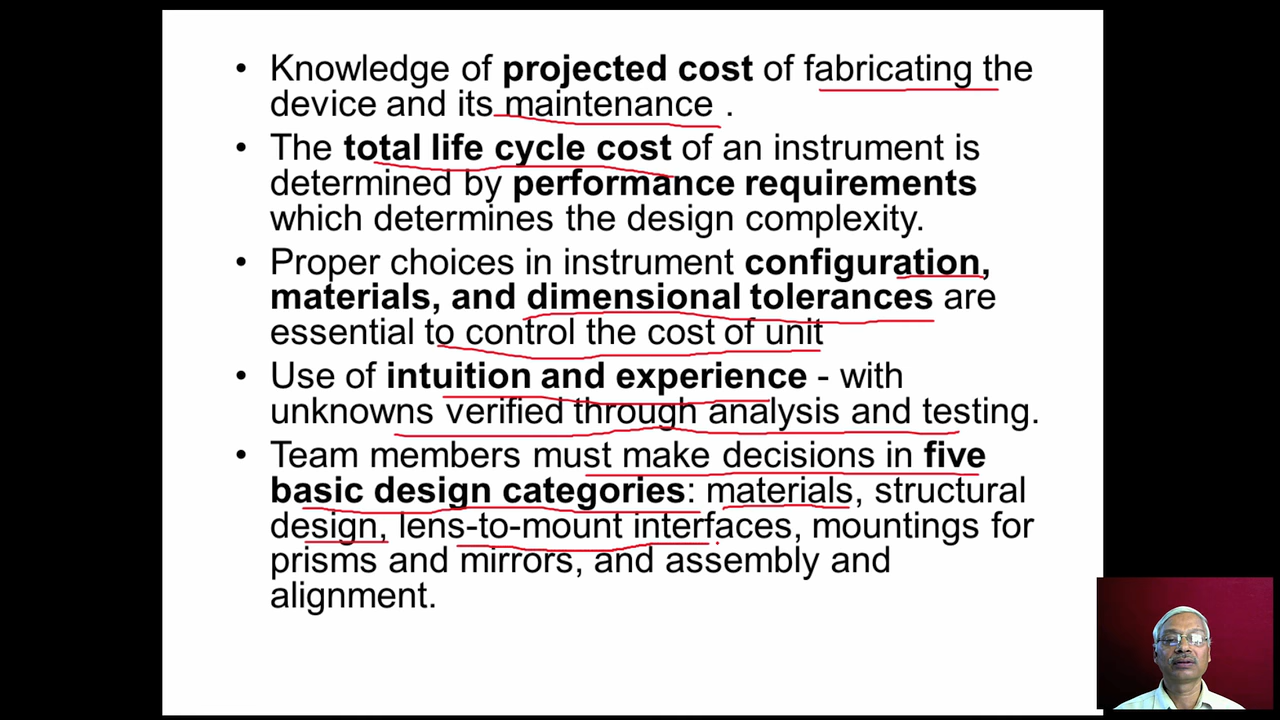 • Knowledge of projected cost of fabricating the
device and its maintenance .
• The total life cycle cost of an instrument is
determined by performance requirements
which determines the design complexity.
• Proper choices in instrument configuration,
materials, and dimensional tolerances are
essential to control the cost of unit
• Use of intuition and experience - with
unknowns verified through analysis and testing.
• Team members must make decisions in five
basic design categories: materials, structural
design, lens-to-mount interfaces, mountings for
prisms and mirrors, and assembly and
alignment.